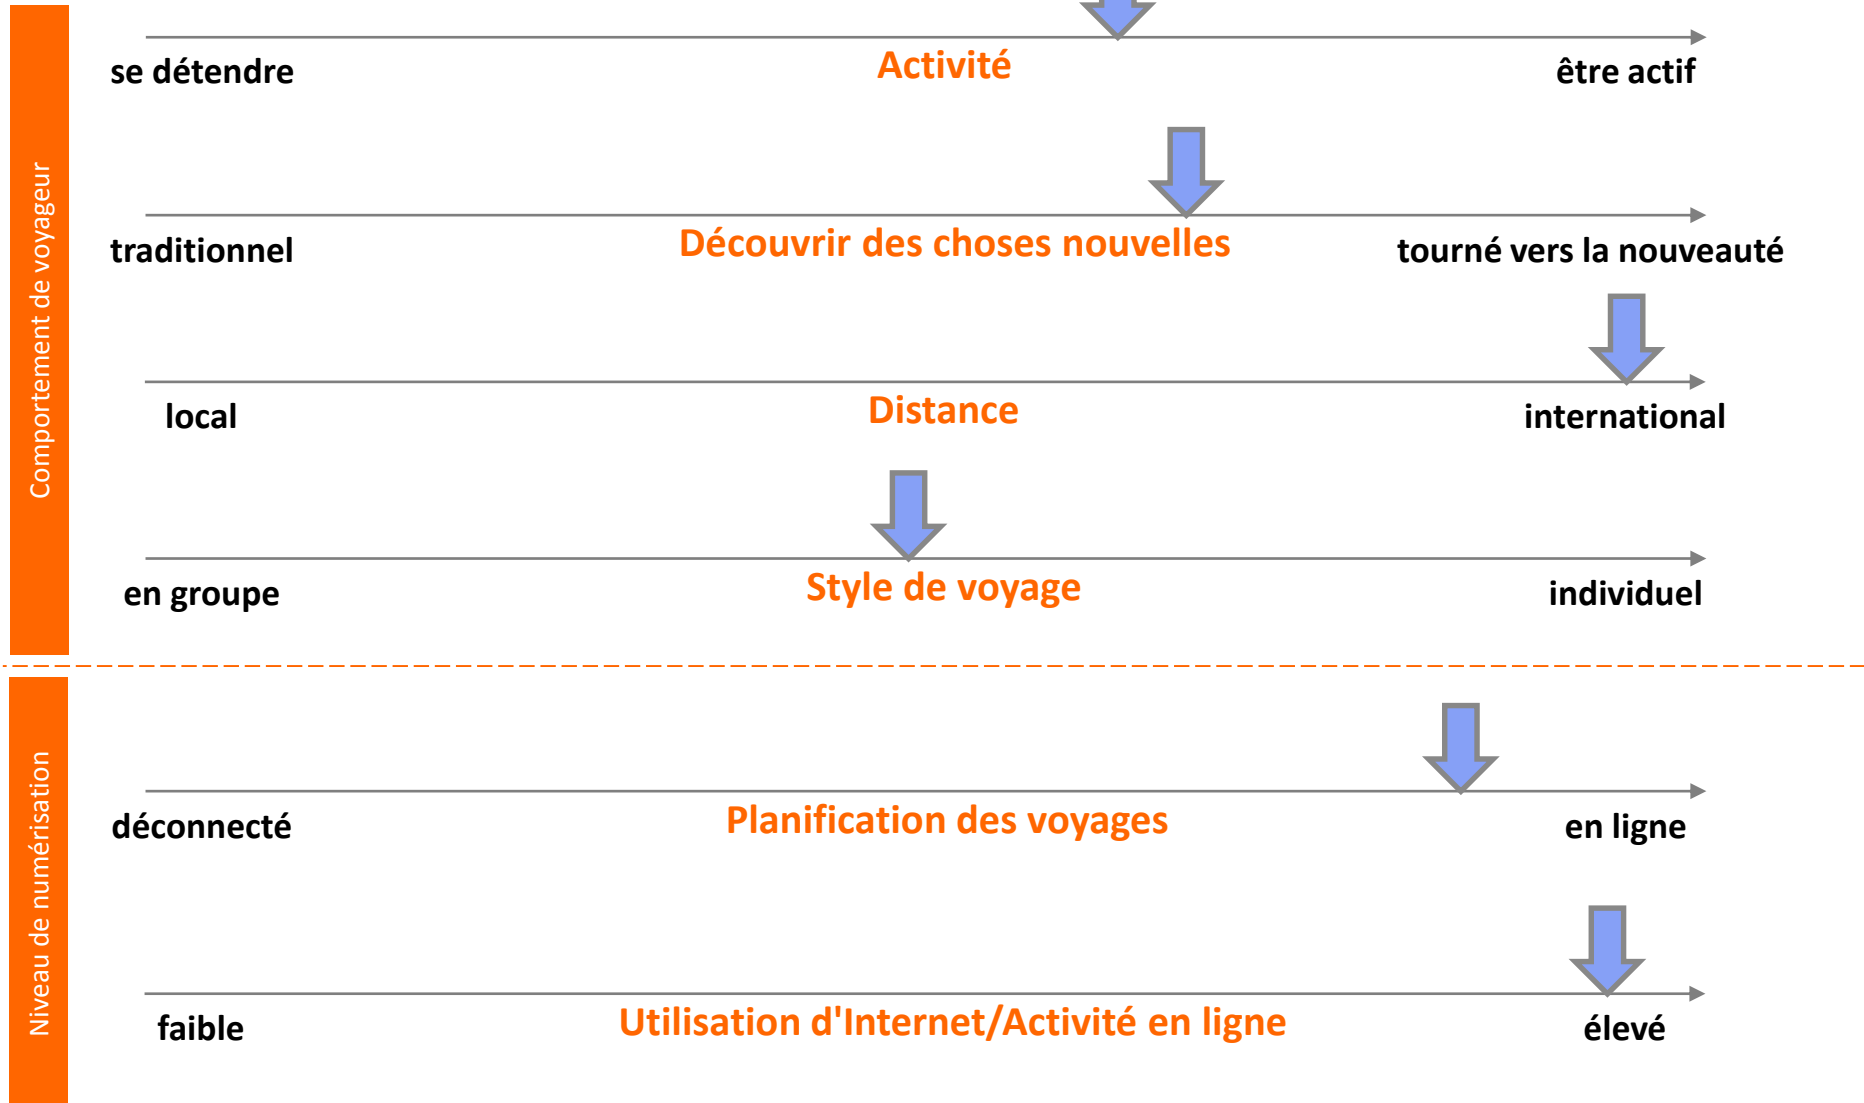 Comportement de voyageur
se détendre
Activité
être actif
traditionnel
Découvrir des choses nouvelles
tourné vers la nouveauté
local
Distance
international
en groupe
Style de voyage
individuel
Niveau de numérisation
déconnecté
Planification des voyages
en ligne
faible
Utilisation d'Internet/Activité en ligne
élevé